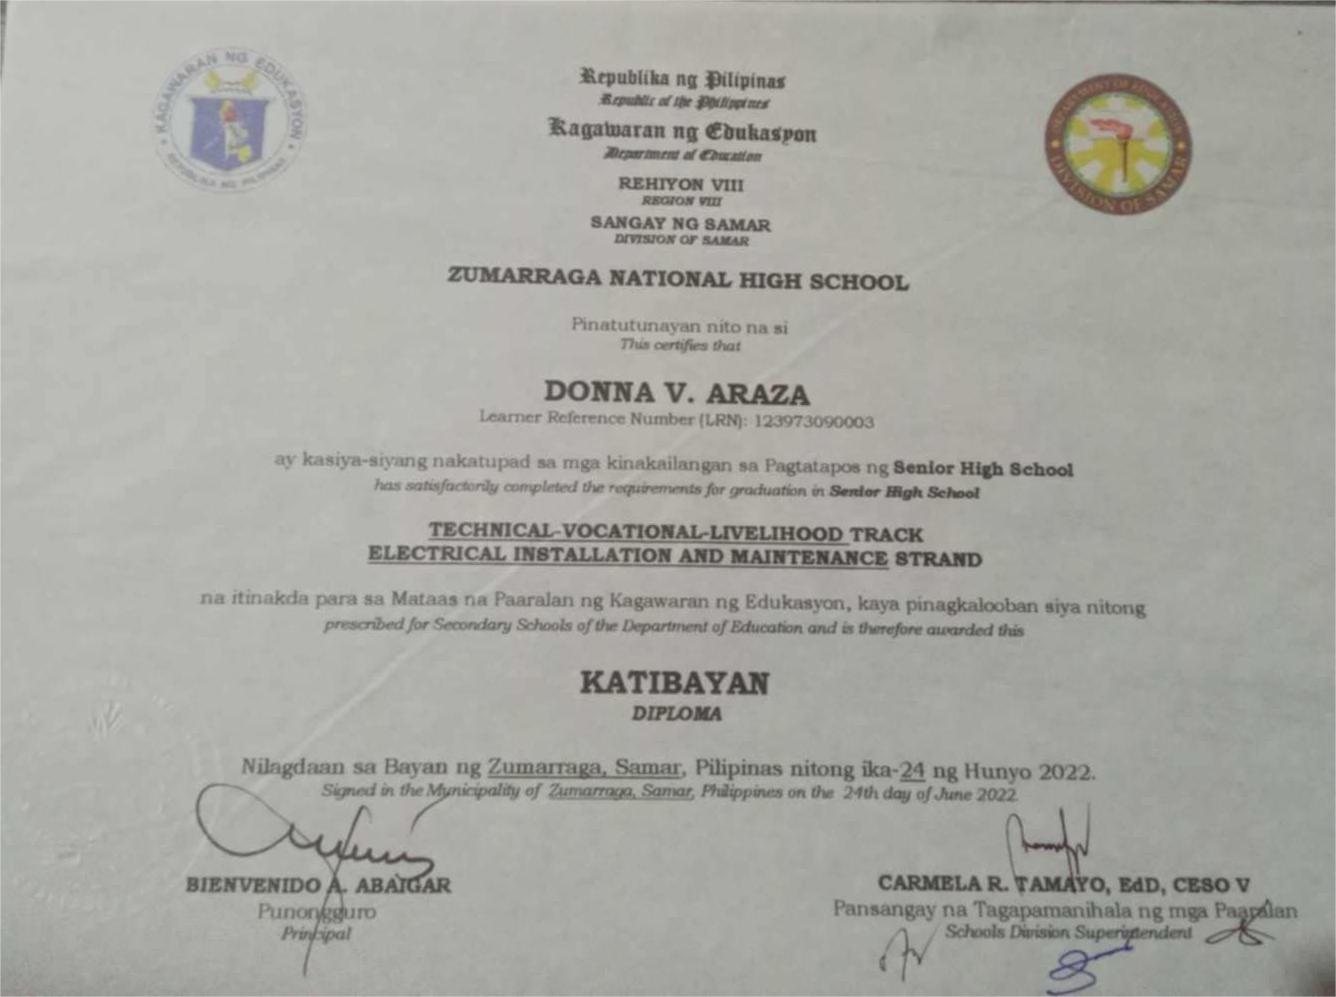 KAGAWARAN NG EDUKASYON
REPUBLIKA NG PILIPINAS
DEPARTMENT OF EDUCATION
DIVISION OF SAMAR
Republika ng Pilipinas
Republic of the Philippines
Kagawaran ng Edukasyon
Department of Education
REHIYON VIII
REGION VIII
SANGAY NG SAMAR
DIVISION OF SAMAR
ZUMARRAGA NATIONAL HIGH SCHOOL
Pinatutunayan nito na si
This certifies that
DONNA V. ARAZA
Learner Reference Number (LRN): 123973090003
ay kasiya-siyang nakatupad sa mga kinakailangan sa Pagtatapos ng Senior High School
has satisfactorily completed the requirements for graduation in Senior High School
TECHNICAL-VOCATIONAL-LIVELIHOOD TRACK
ELECTRICAL INSTALLATION AND MAINTENANCE STRAND
na itinakda para sa Mataas na Paaralan ng Kagawaran ng Edukasyon, kaya pinagkalooban siya nitong
prescribed for Secondary Schools of the Department of Education and is therefore awarded this
KATIBAYAN
DIPLOMA
Nilagdaan sa Bayan ng Zumarraga, Samar, Pilipinas nitong ika-24 ng Hunyo 2022.
Signed in the Municipality of Zumarraga, Samar, Philippines on the 24th day of June 2022
BIENVENIDO A. ABAIGAR
Punongguro
Principal
CARMELA R. TAMAYO, EdD, CESO V
Pansangay na Tagapamanihala ng mga Paaralan
Schools Division Superintendent